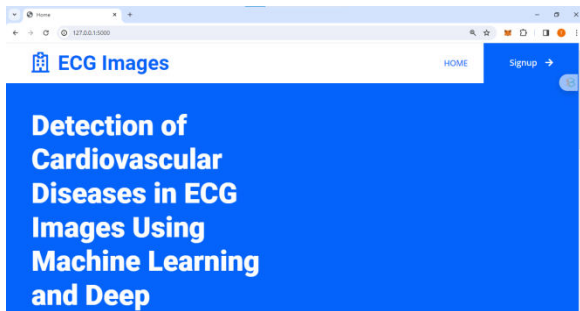 Home
127.0.0.1:5000
ECG Images
HOME
Signup
Detection of
Cardiovascular
Diseases in ECG
Images Using
Machine Learning
and Deep